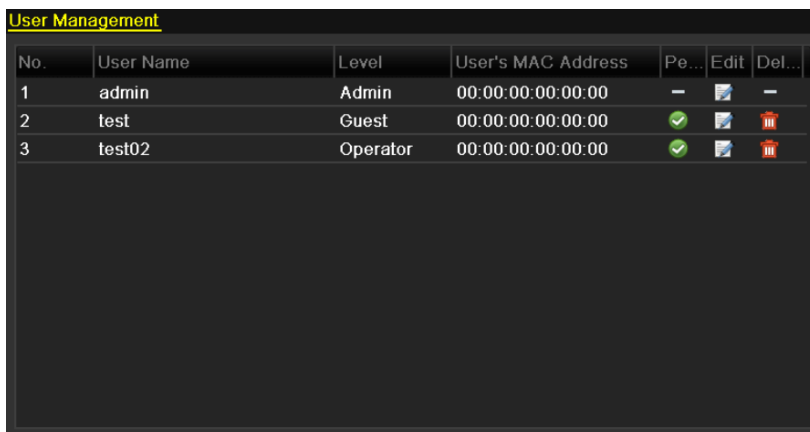 User Management
No. User Name Level User's MAC Address Pe... Edit Del...
1 admin Admin 00:00:00:00:00:00 –
2 test Guest 00:00:00:00:00:00
3 test02 Operator 00:00:00:00:00:00